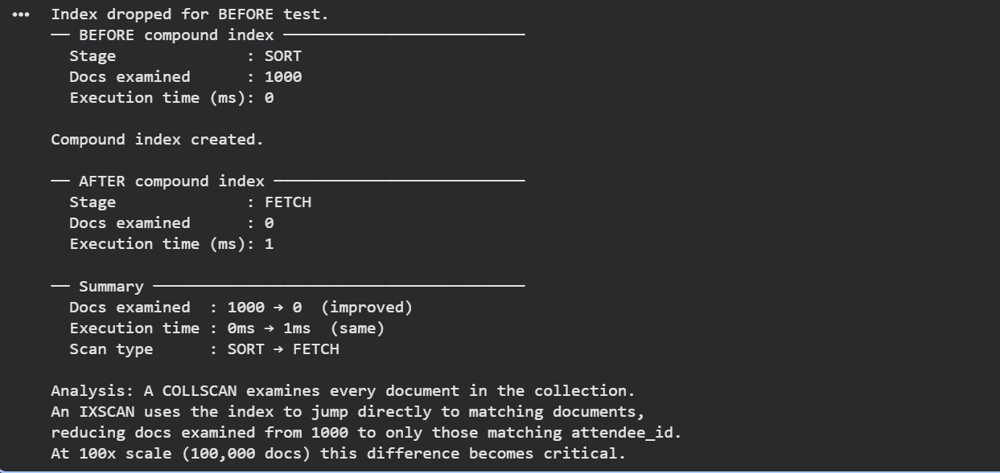 ••• Index dropped for BEFORE test.
── BEFORE compound index ──────────────────────────
Stage : SORT
Docs examined : 1000
Execution time (ms): 0
Compound index created.
── AFTER compound index ───────────────────────────
Stage : FETCH
Docs examined : 0
Execution time (ms): 1
── Summary ────────────────────────────────────────
Docs examined : 1000 → 0 (improved)
Execution time : 0ms → 1ms (same)
Scan type : SORT → FETCH
Analysis: A COLLSCAN examines every document in the collection.
An IXSCAN uses the index to jump directly to matching documents,
reducing docs examined from 1000 to only those matching attendee_id.
At 100x scale (100,000 docs) this difference becomes critical.